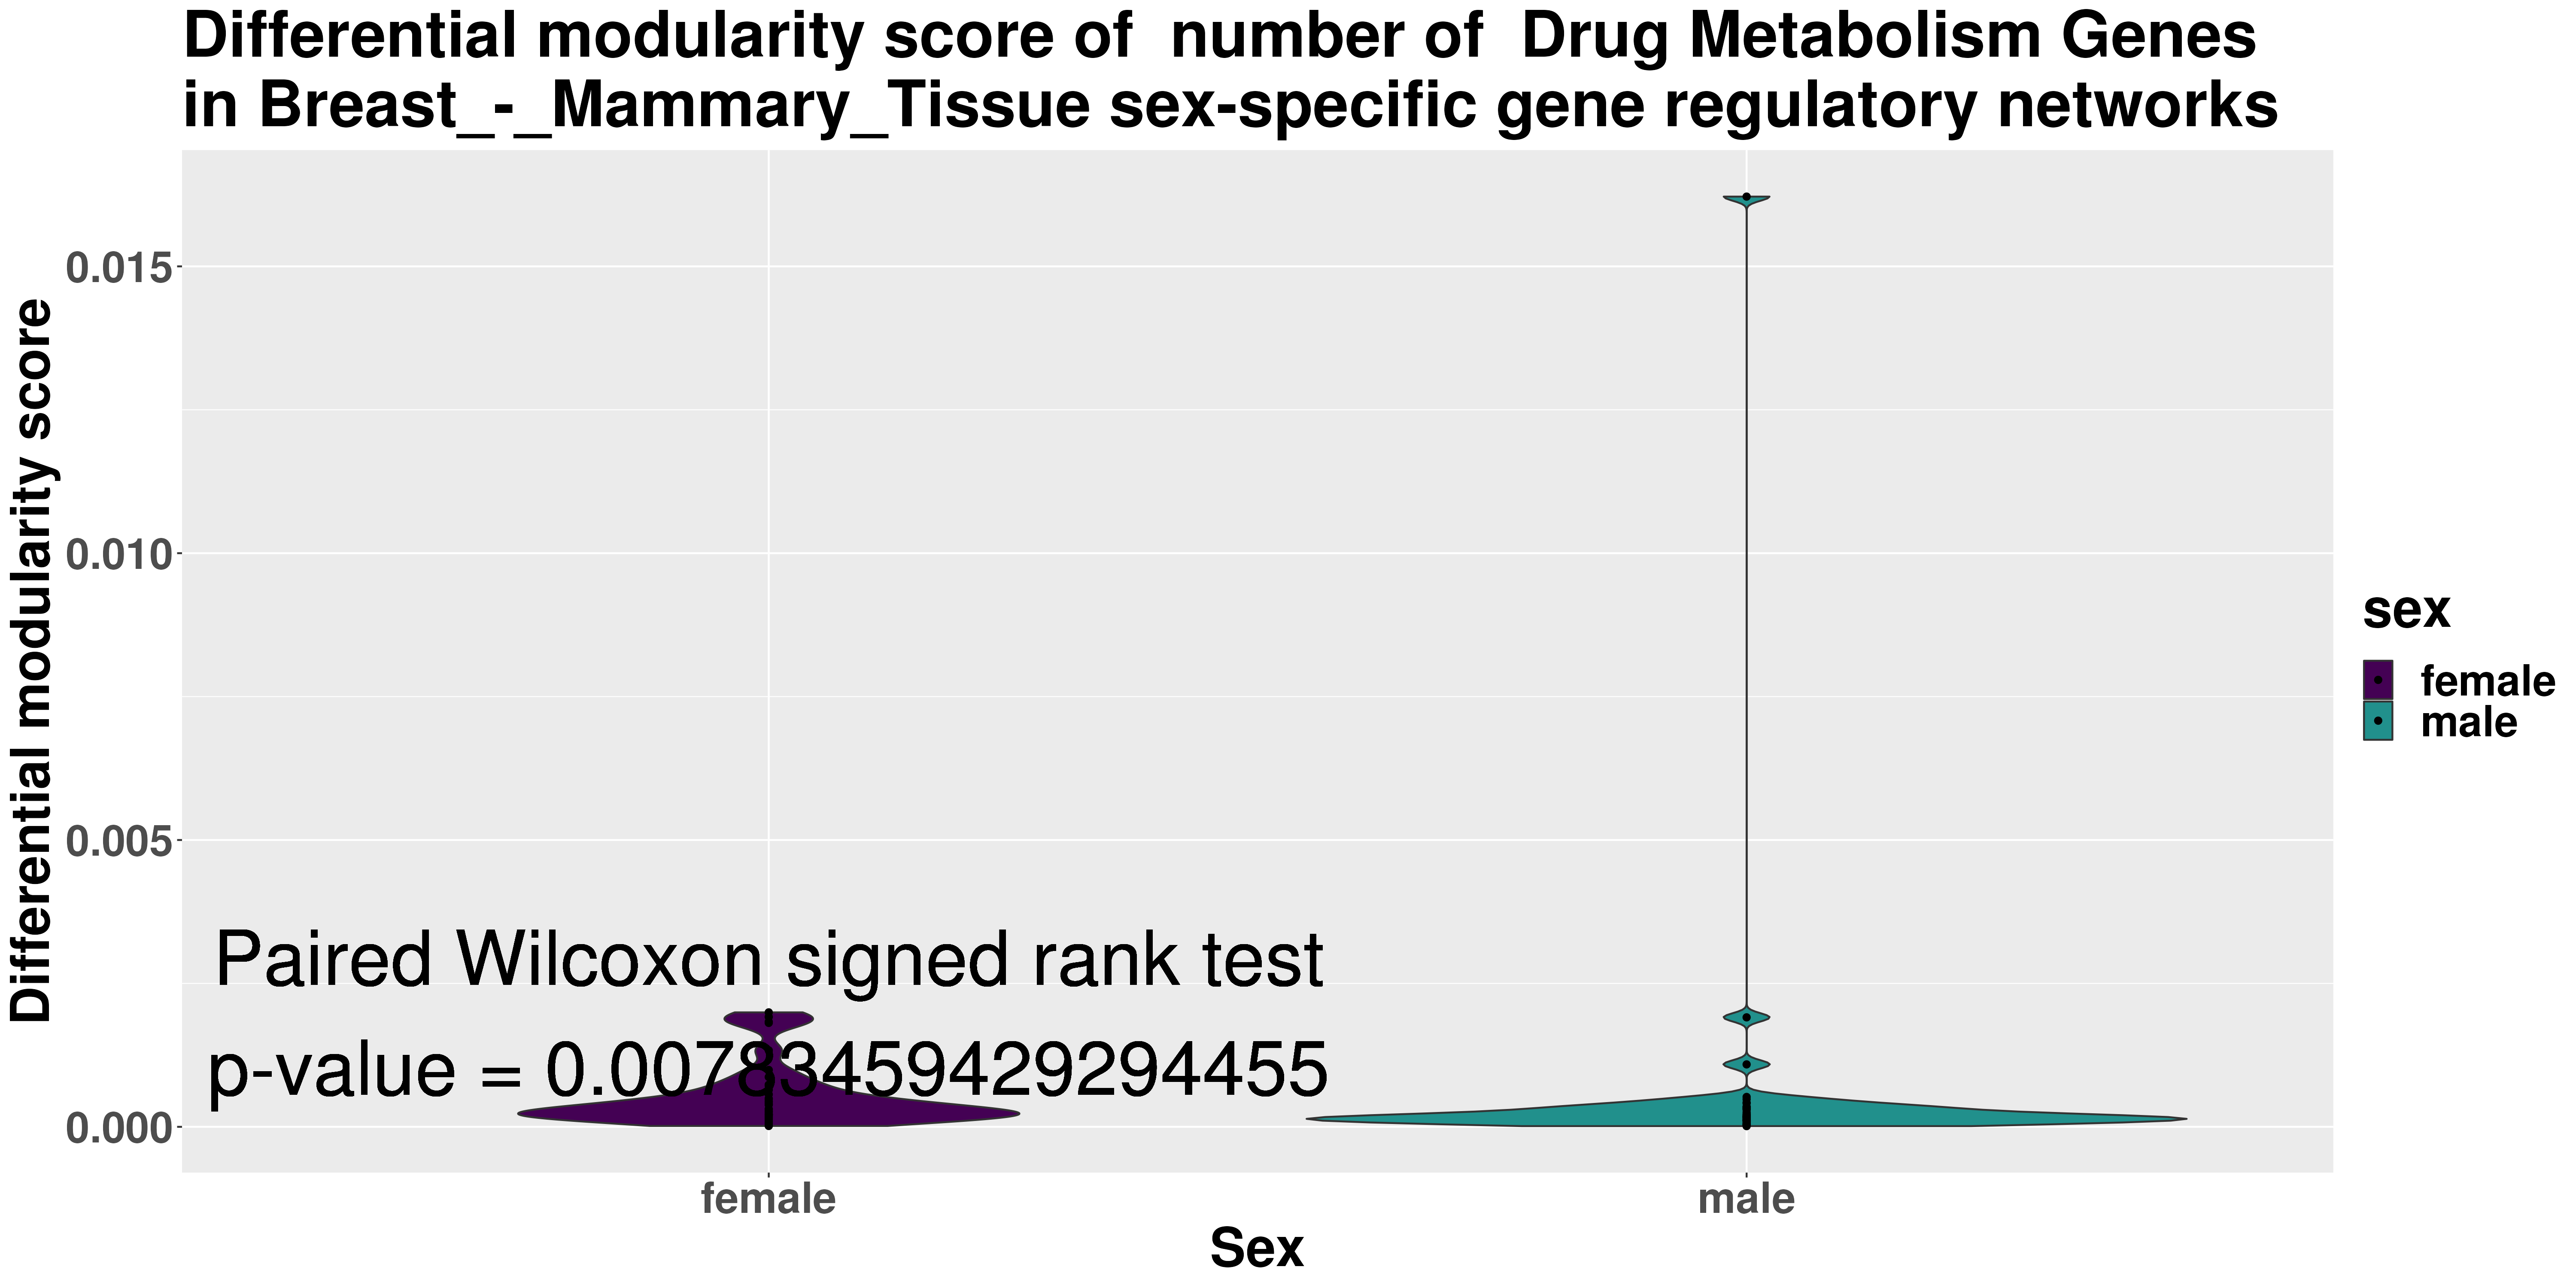 Differential modularity score of  number of  Drug Metabolism Genes
in Breast_-_Mammary_Tissue sex-specific gene regulatory networks
Differential modularity score
0.015
0.010
0.005
0.000
Paired Wilcoxon signed rank test
p-value = 0.00783459429294455
female
male
Sex
sex
female
male